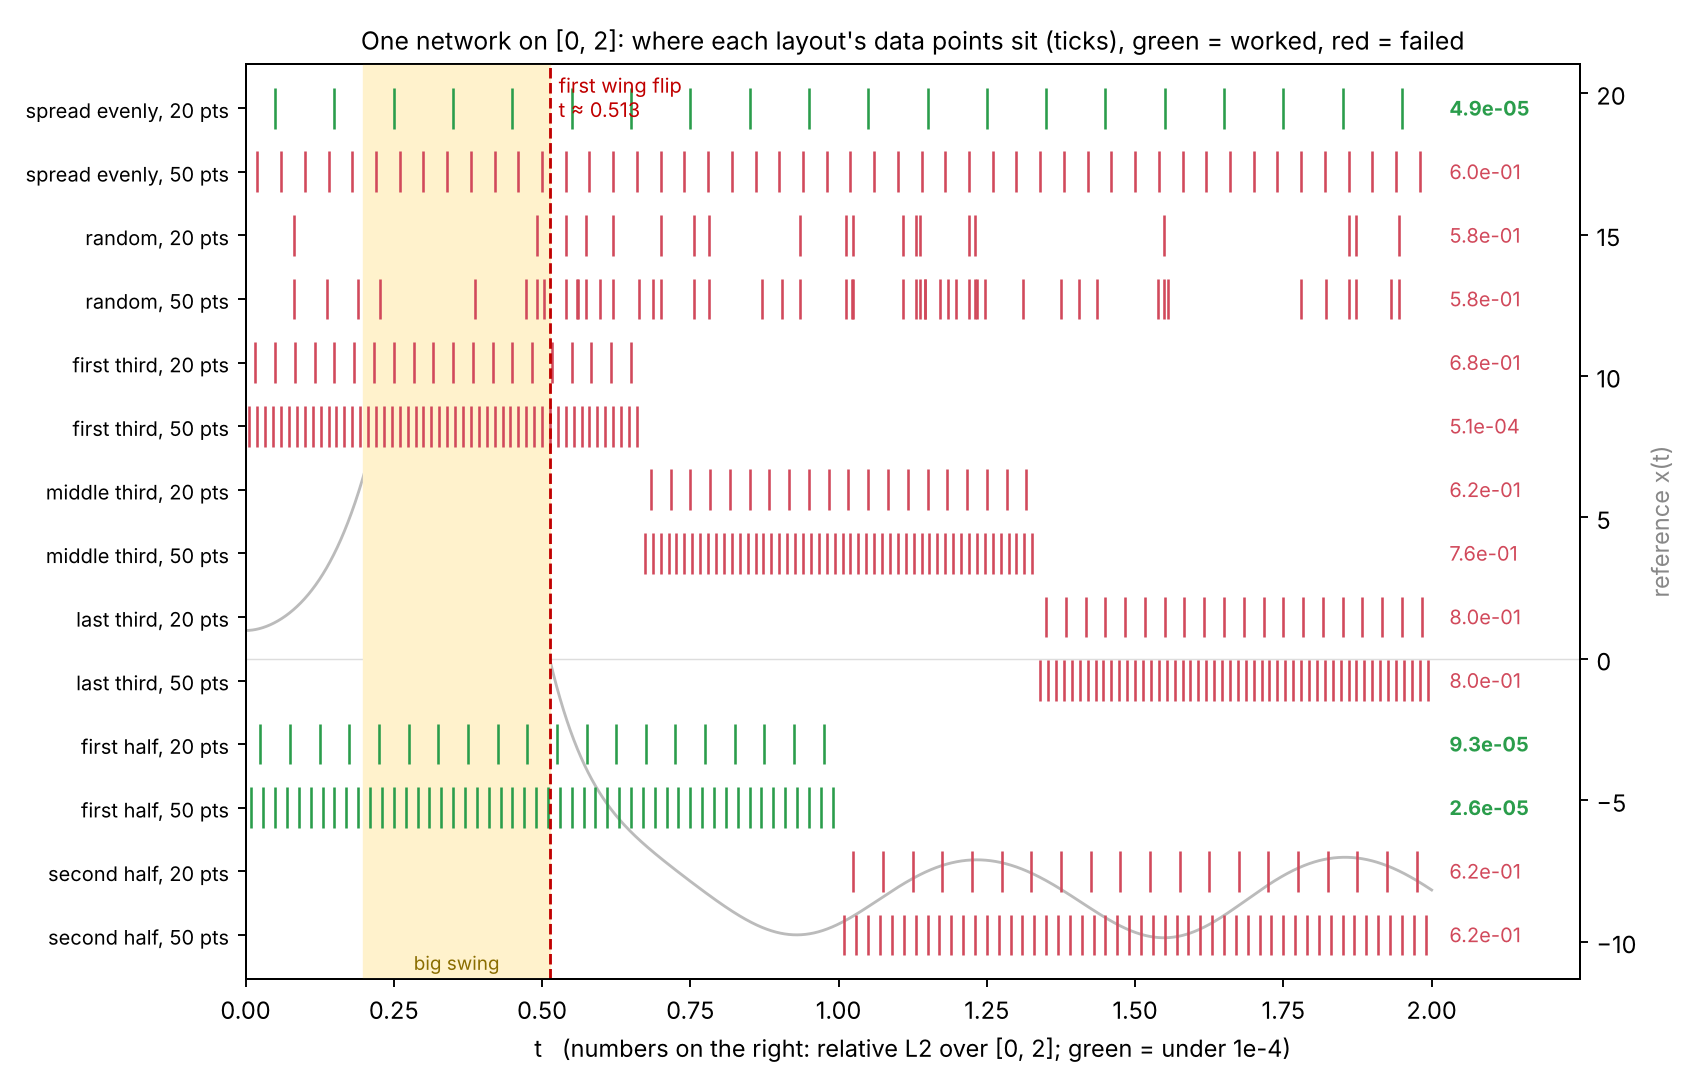 One network on [0, 2]: where each layout's data points sit (ticks), green = worked, red = failed
first wing flip
t ≈ 0.513
spread evenly, 20 pts 4.9e-05
spread evenly, 50 pts 6.0e-01
random, 20 pts 5.8e-01
random, 50 pts 5.8e-01
first third, 20 pts 6.8e-01
first third, 50 pts 5.1e-04
middle third, 20 pts 6.2e-01
middle third, 50 pts 7.6e-01
last third, 20 pts 8.0e-01
last third, 50 pts 8.0e-01
first half, 20 pts 9.3e-05
first half, 50 pts 2.6e-05
second half, 20 pts 6.2e-01
second half, 50 pts 6.2e-01
big swing
20
15
10
5
0
−5
−10
reference x(t)
0.00 0.25 0.50 0.75 1.00 1.25 1.50 1.75 2.00
t (numbers on the right: relative L2 over [0, 2]; green = under 1e-4)